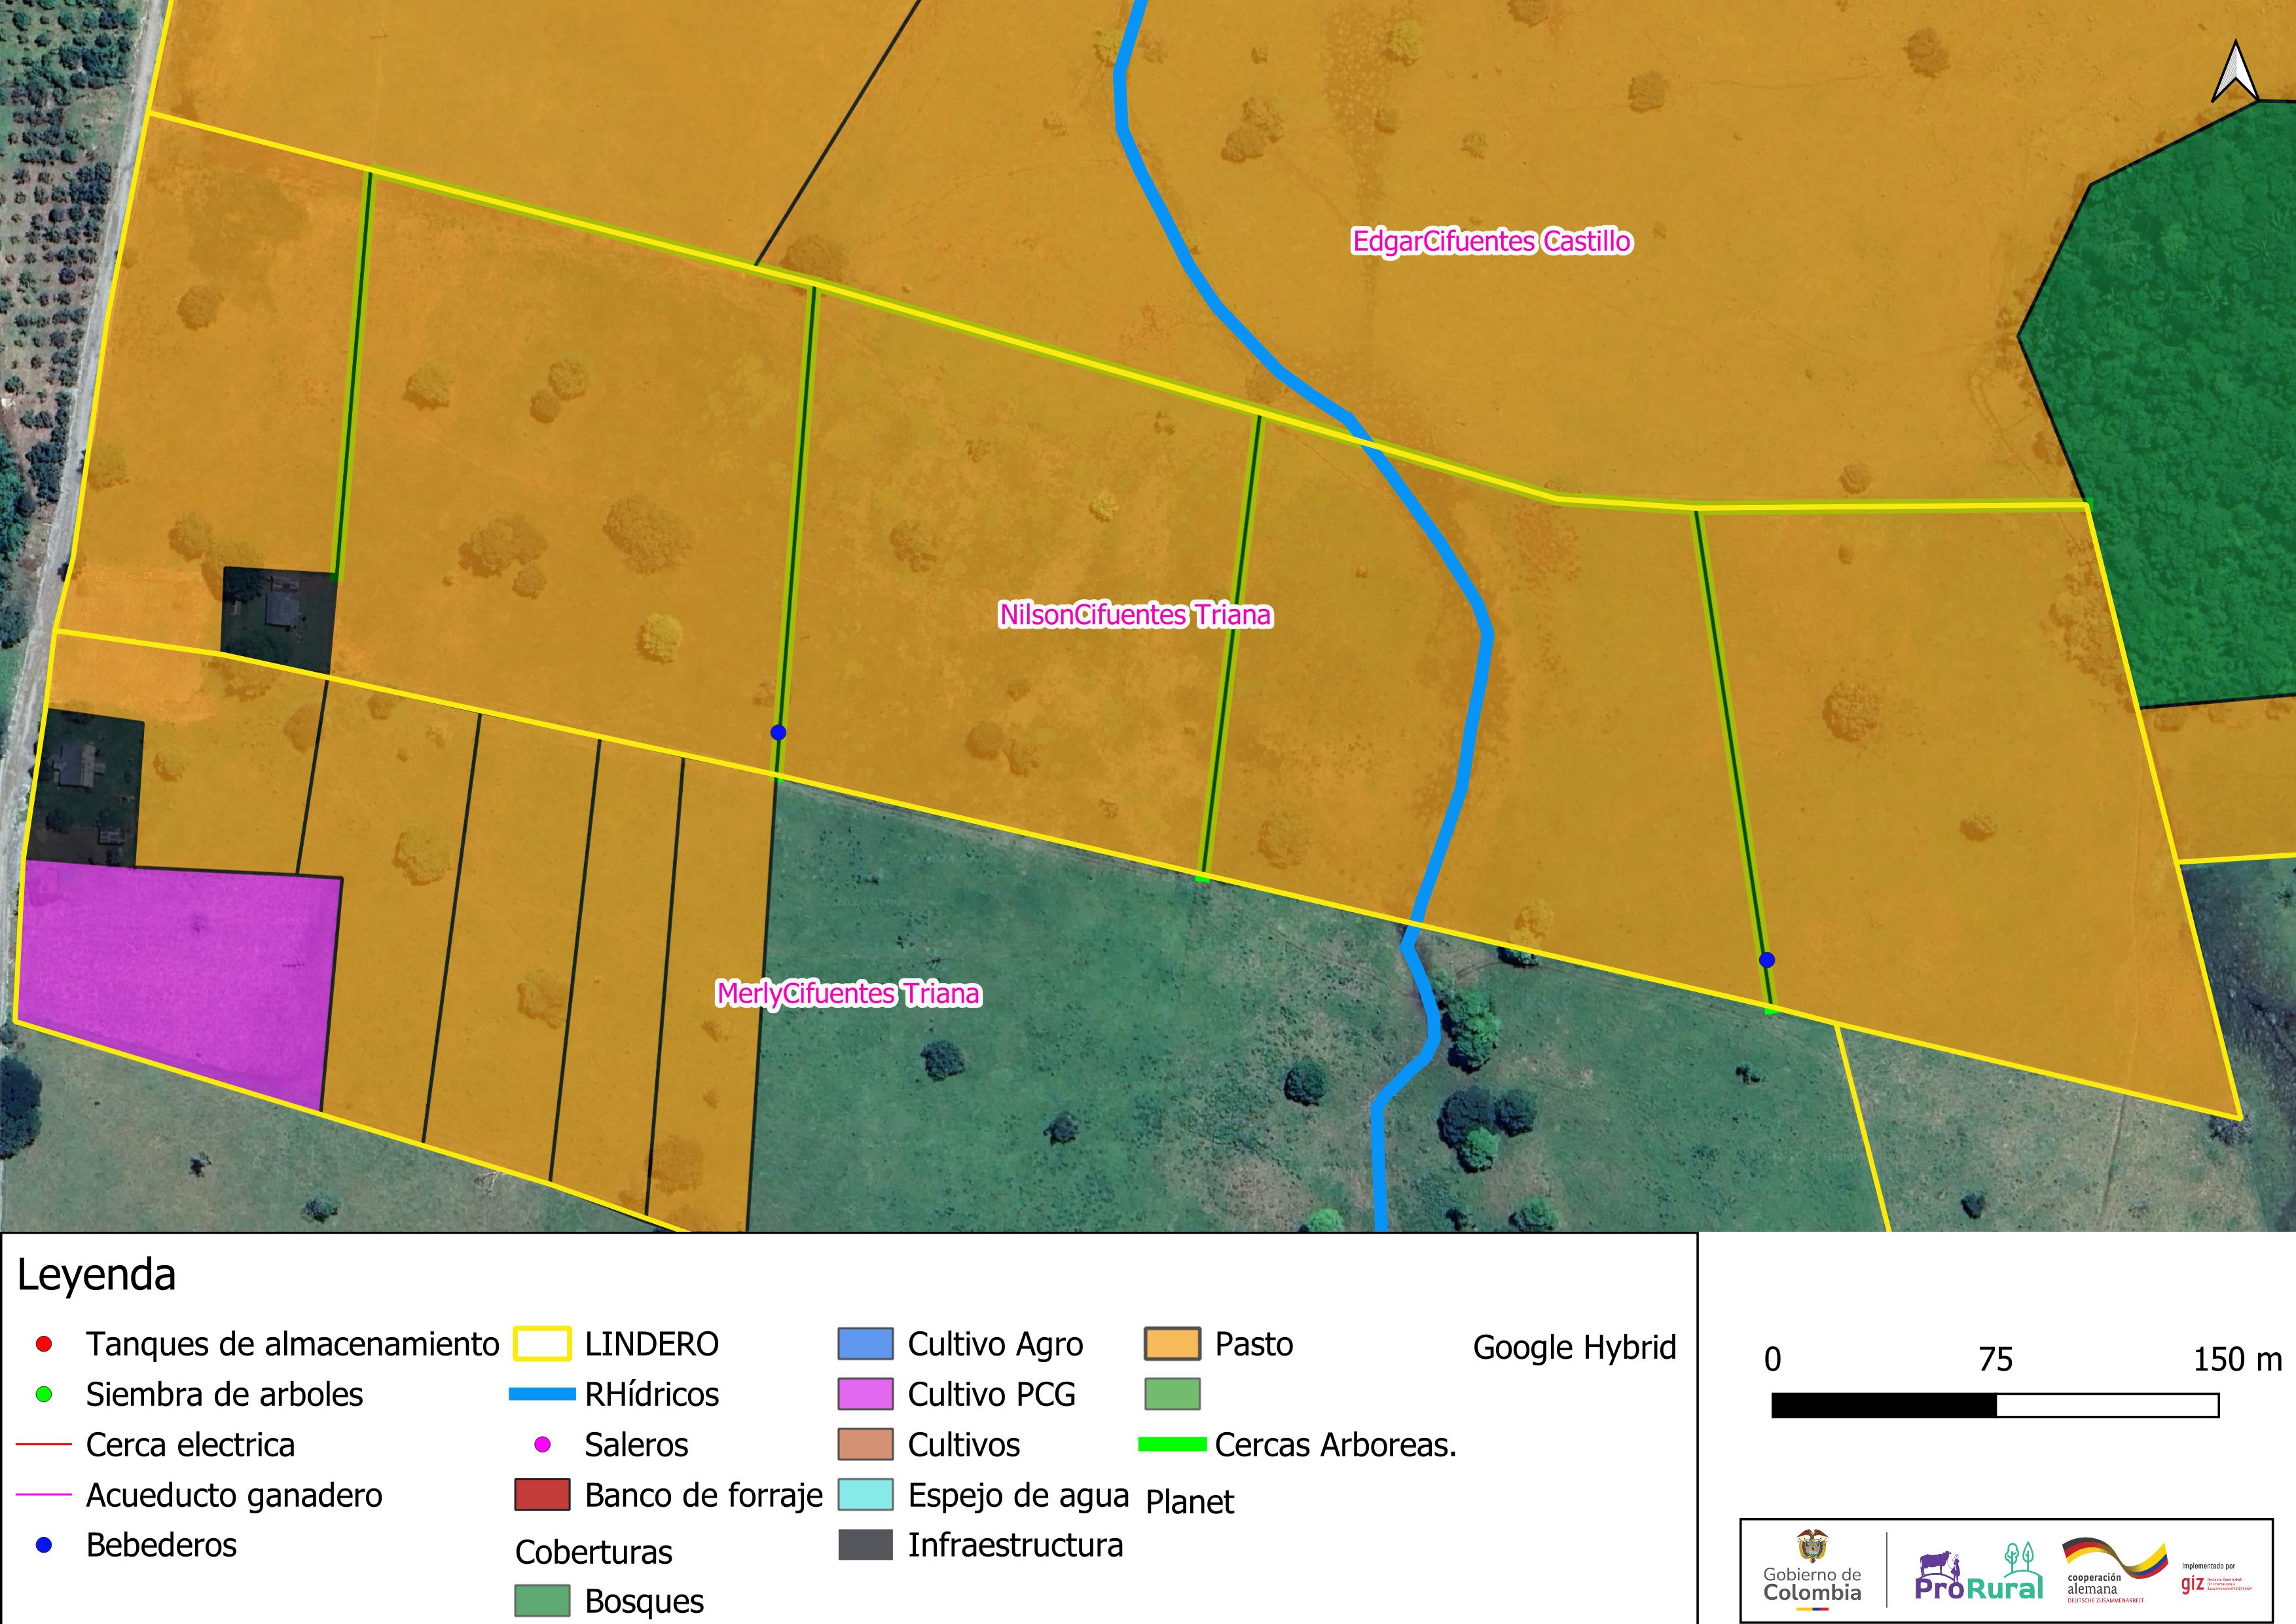 EdgarCifuentes Castillo
NilsonCifuentes Triana
MerlyCifuentes Triana
Leyenda
Tanques de almacenamiento
Siembra de arboles
Cerca electrica
Acueducto ganadero
Bebederos
LINDERO
RHídricos
Saleros
Banco de forraje
Coberturas
Bosques
Cultivo Agro
Cultivo PCG
Cultivos
Espejo de agua
Infraestructura
Pasto
Cercas Arboreas.
Planet
Google Hybrid
0 75 150 m
Gobierno de
Colombia
ProRural
cooperación
alemana
DEUTSCHE ZUSAMMENARBEIT
Implementado por
giz